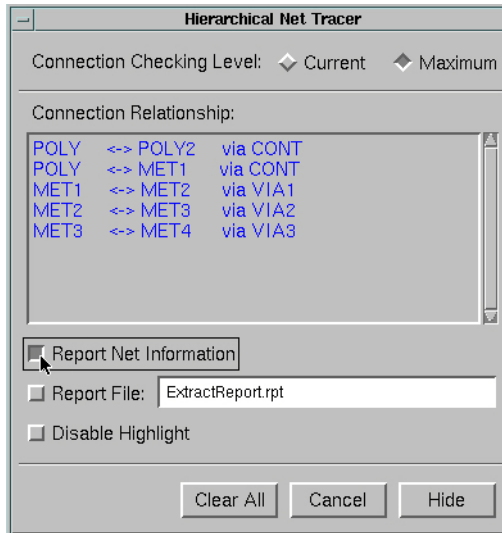 Hierarchical Net Tracer
Connection Checking Level: Current Maximum
Connection Relationship:
POLY <-> POLY2 via CONT
POLY <-> MET1 via CONT
MET1 <-> MET2 via VIA1
MET2 <-> MET3 via VIA2
MET3 <-> MET4 via VIA3
Report Net Information
Report File: ExtractReport.rpt
Disable Highlight
Clear All Cancel Hide